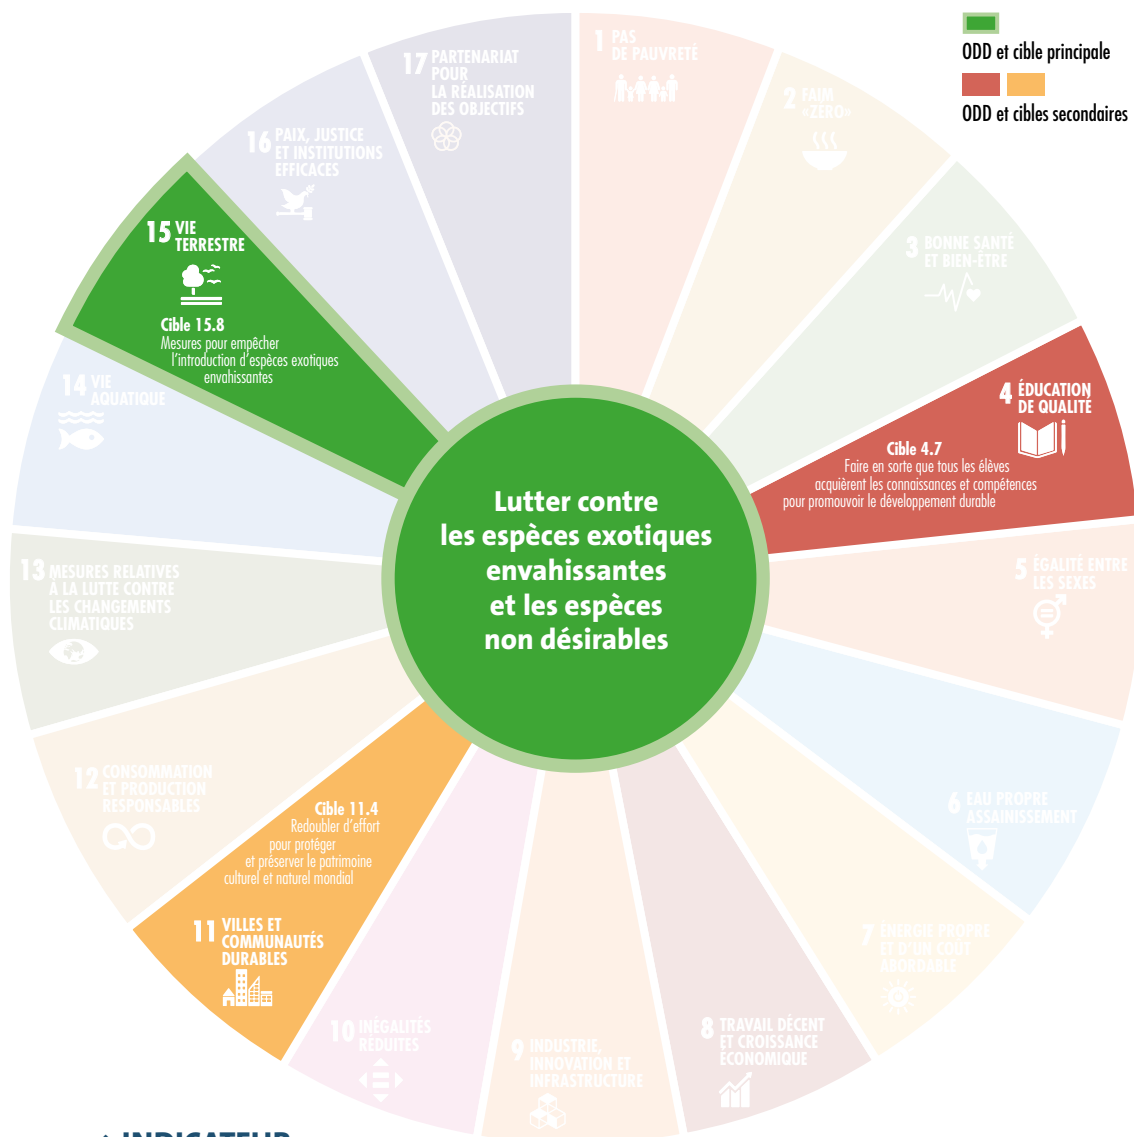 ODD et cible principale
ODD et cibles secondaires
1 PAS
DE PAUVRETÉ
2 FAIM
«ZERO»
3 BONNE SANTÉ
ET BIEN-ÊTRE
4 ÉDUCATION
DE QUALITÉ
Cible 4.7
Faire en sorte que tous les élèves
acquièrent les connaissances et compétences
pour promouvoir le développement durable
5 ÉGALITÉ ENTRE
LES SEXES
6 EAU PROPRE
ASSAINISSEMENT
7 ENERGIE PROPRE
ET D'UN COÛT
ABORDABLE
8 TRAVAIL DÉCENT
ET CROISSANCE
ECONOMIQUE
9 INDUSTRIE,
INNOVATION ET
INFRASTRUCTURE
10 INÉGALITÉS
RÉDUITES
Cible 11.4
Redoubler d'effort
pour protéger
et préserver le patrimoine
culturel et naturel mondial
11 VILLES ET
COMMUNAUTÉS
DURABLES
12 CONSOMMATION
ET PRODUCTION
RESPONSABLES
13 MESURES RELATIVES
À LA LUTTE CONTRE
LES CHANGEMENTS
CLIMATIQUES
14 VIE
AQUATIQUE
15 VIE
TERRESTRE
Cible 15.8
Mesures pour empêcher
l'introduction d'espèces exotiques
envahissantes
16 PAIX, JUSTICE
ET INSTITUTIONS
EFFICACES
17 PARTENARIAT
POUR
LA RÉALISATION
DES OBJECTIFS
Lutter contre
les espèces exotiques
envahissantes
et les espèces
non désirables
INDICATEUR